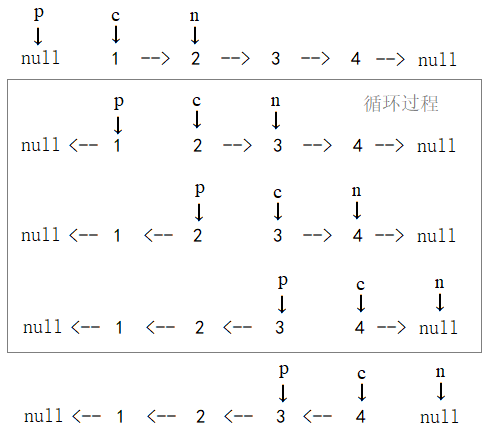 p c n
null 1 --> 2 --> 3 --> 4 --> null
p c n 循环过程
null <-- 1 2 --> 3 --> 4 --> null
p c n
null <-- 1 <-- 2 3 --> 4 --> null
p c n
null <-- 1 <-- 2 <-- 3 4 --> null
p c n
null <-- 1 <-- 2 <-- 3 <-- 4 null